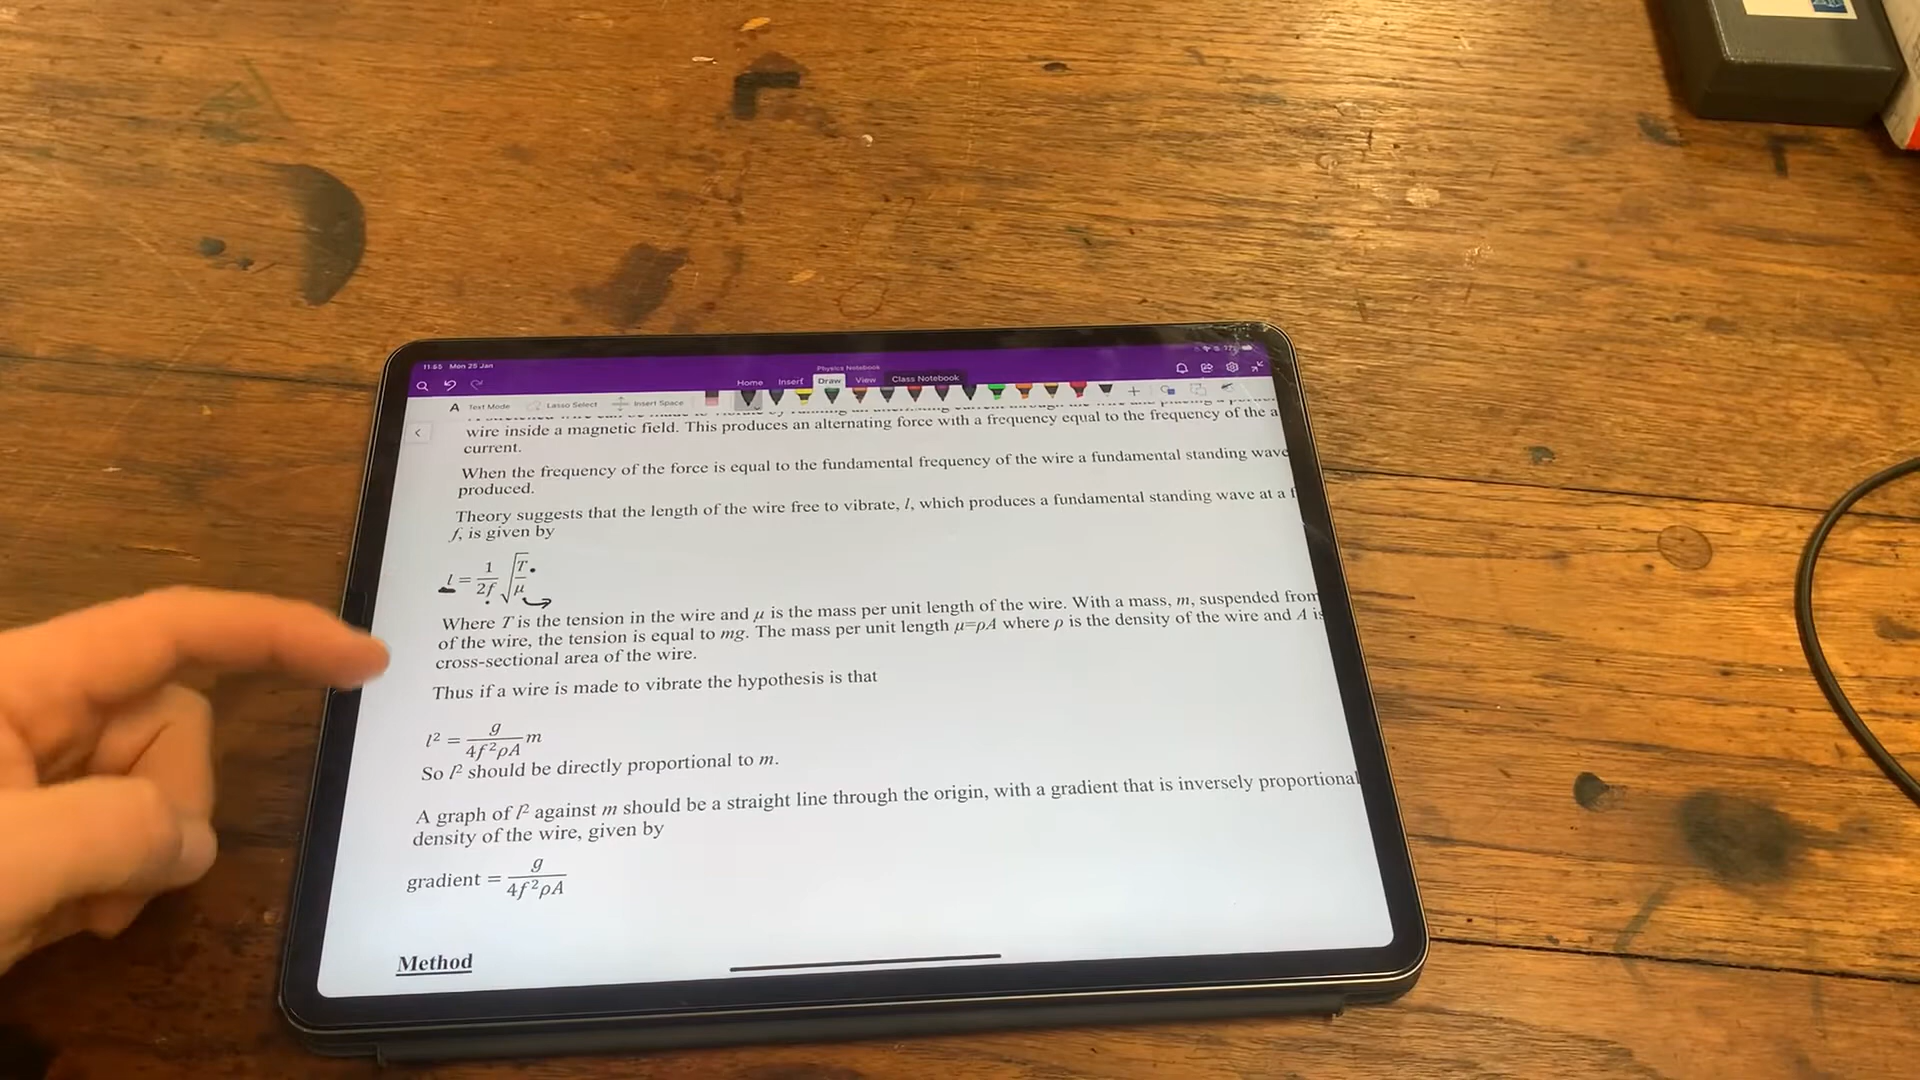 11:55 Mon 25 Jan
17%
Physics Notebook
Home Insert Draw View Class Notebook
A Text Mode Lasso Select Insert Space
wire inside a magnetic field. This produces an alternating force with a frequency equal to the frequency of the a
current.
When the frequency of the force is equal to the fundamental frequency of the wire a fundamental standing wave
produced.
Theory suggests that the length of the wire free to vibrate, l, which produces a fundamental standing wave at a f
f, is given by
l = 1/2f √T/μ
Where T is the tension in the wire and μ is the mass per unit length of the wire. With a mass, m, suspended from
of the wire, the tension is equal to mg. The mass per unit length μ=ρA where ρ is the density of the wire and A is
cross-sectional area of the wire.
Thus if a wire is made to vibrate the hypothesis is that
l² = g/4f²ρA m
So l² should be directly proportional to m.
A graph of l² against m should be a straight line through the origin, with a gradient that is inversely proportional
density of the wire, given by
gradient = g/4f²ρA
Method